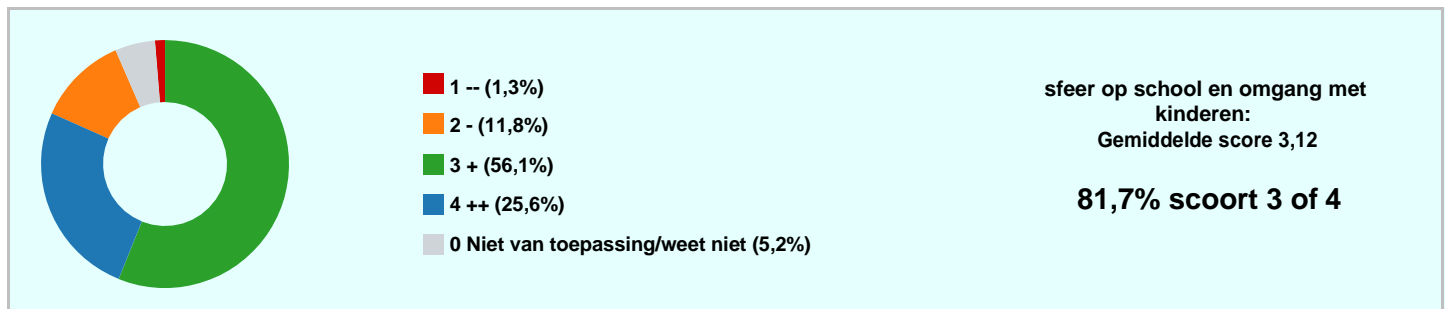 1 -- (1,3%)
2 - (11,8%)
3 + (56,1%)
4 ++ (25,6%)
0 Niet van toepassing/weet niet (5,2%)
sfeer op school en omgang met
kinderen:
Gemiddelde score 3,12
81,7% scoort 3 of 4